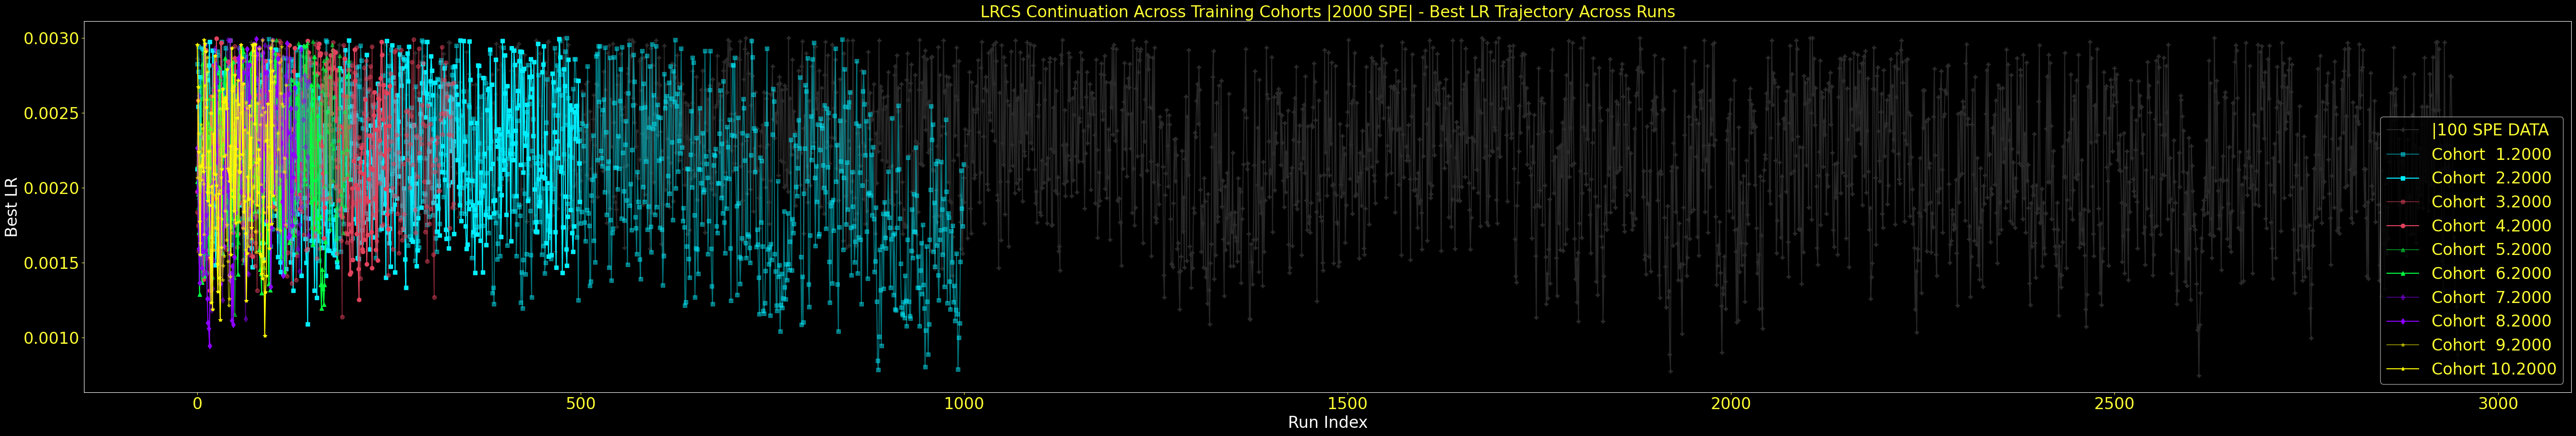 LRCS Continuation Across Training Cohorts |2000 SPE| - Best LR Trajectory Across Runs
0.0030
0.0025
0.0020
0.0015
0.0010
Best LR
|100 SPE DATA
Cohort 1.2000
Cohort 2.2000
Cohort 3.2000
Cohort 4.2000
Cohort 5.2000
Cohort 6.2000
Cohort 7.2000
Cohort 8.2000
Cohort 9.2000
Cohort 10.2000
0 500 1000 1500 2000 2500 3000
Run Index